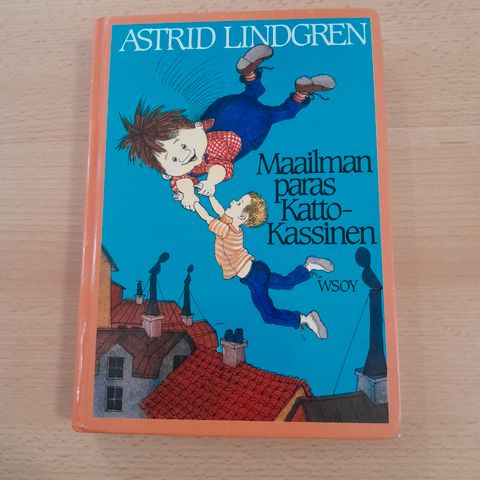 ASTRID LINDGREN
Maailman
paras
Katto-
Kassinen
WSOY